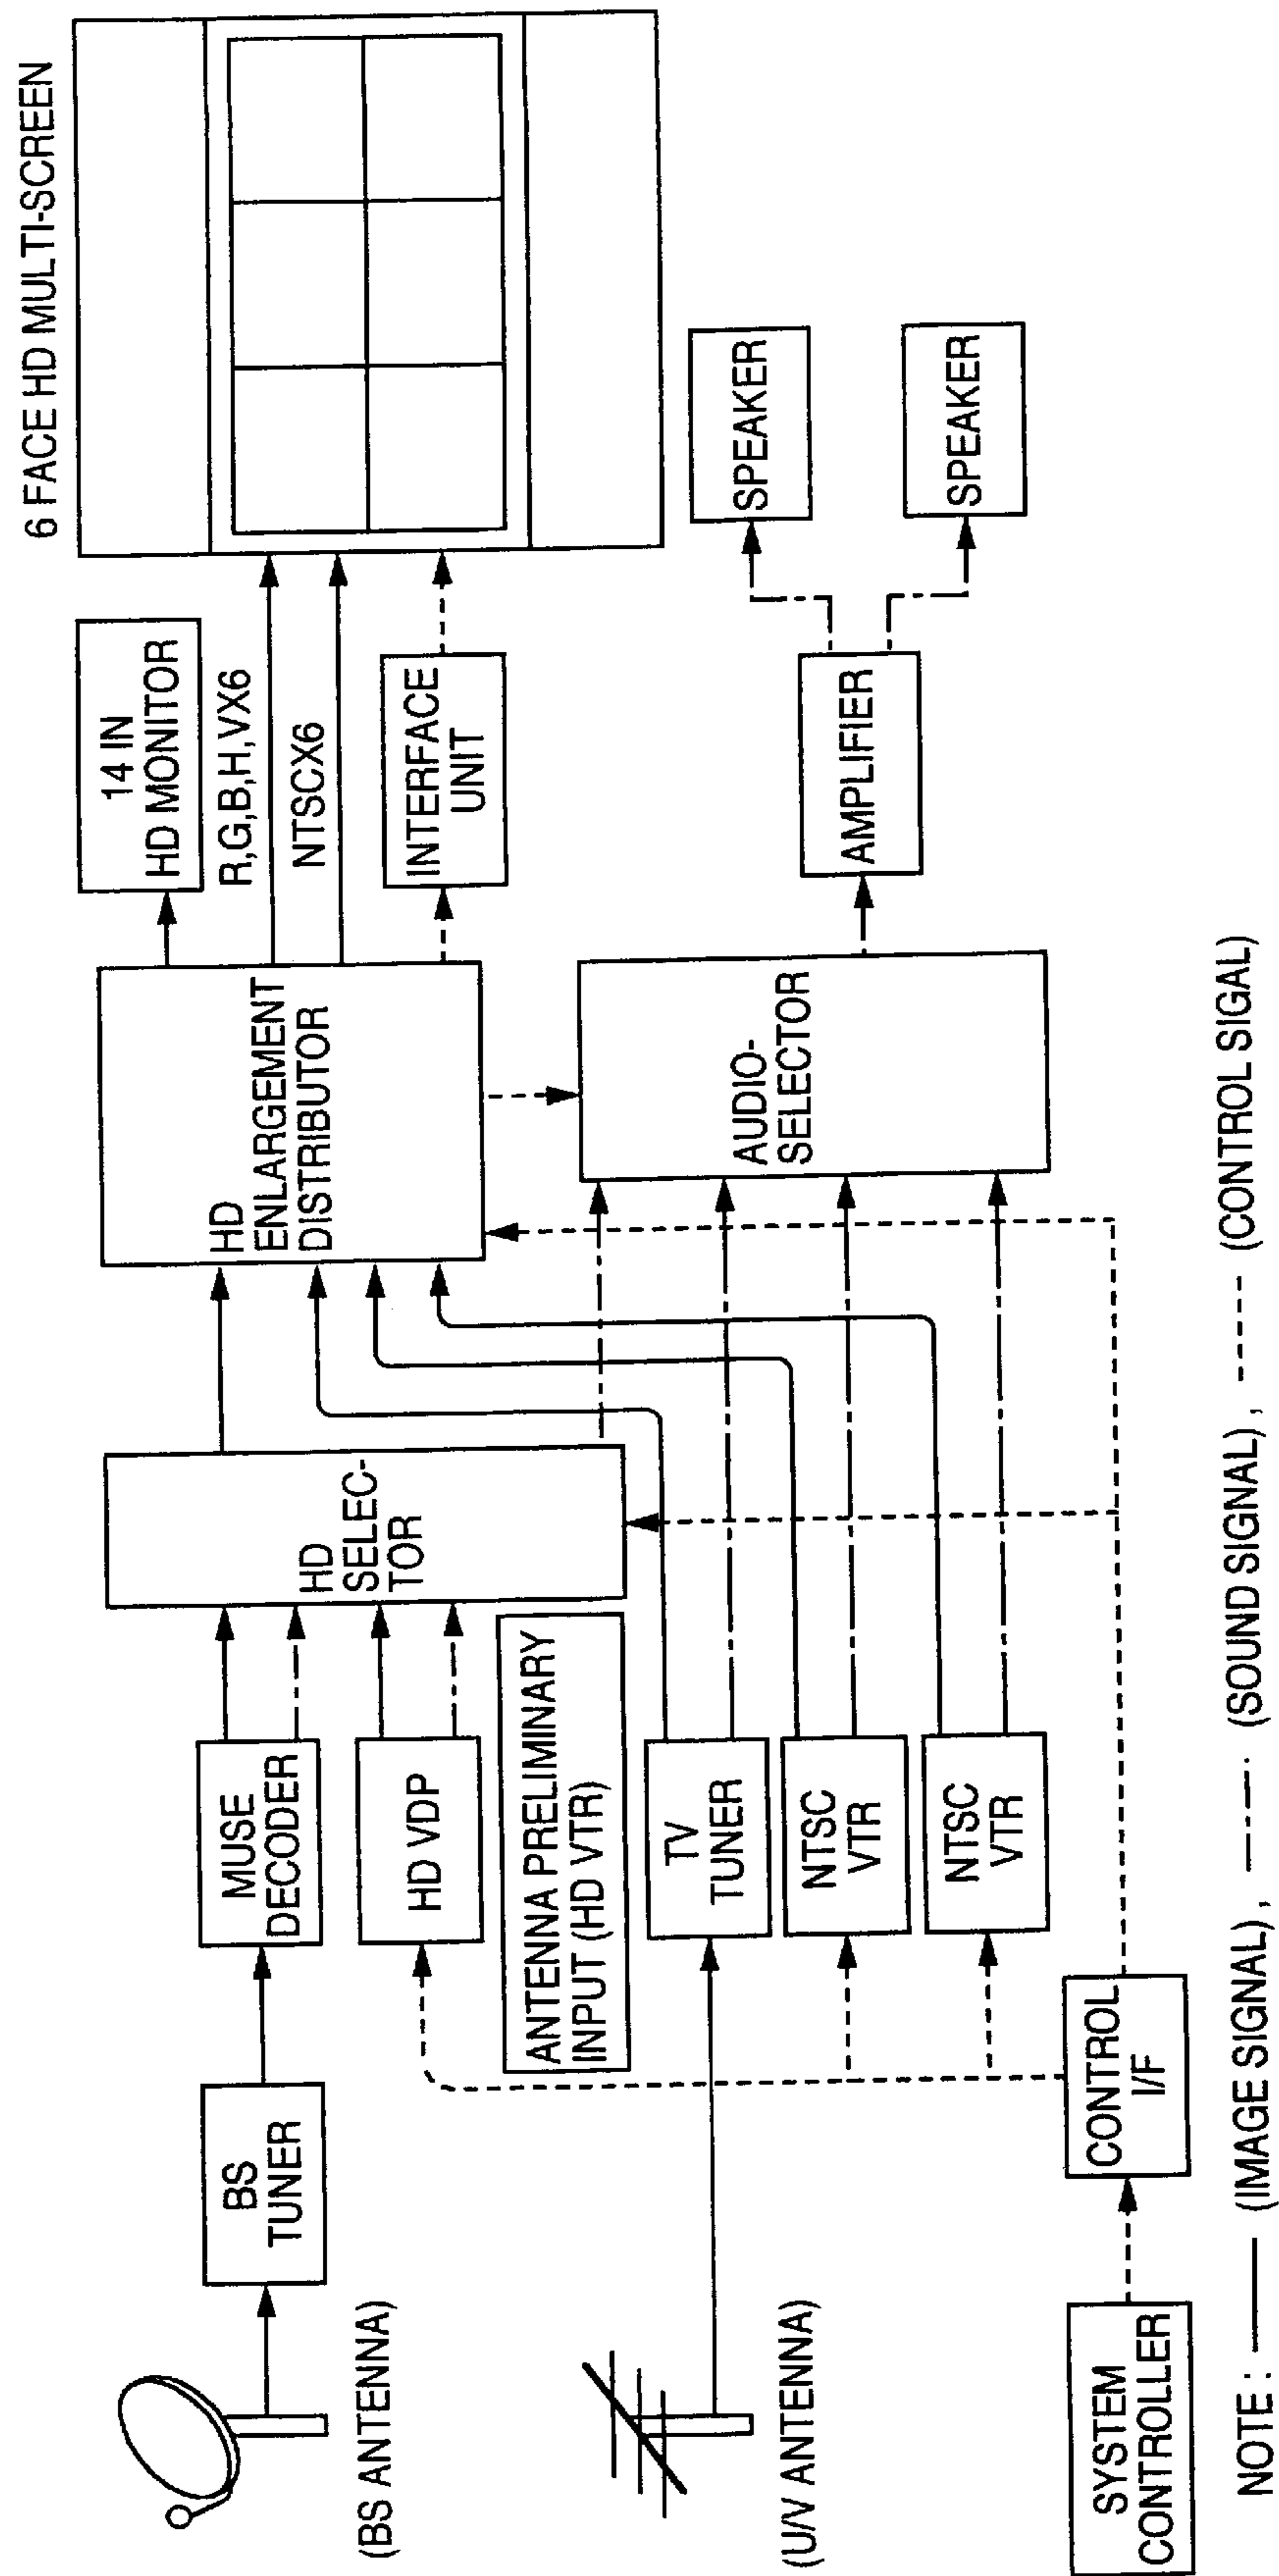 6 FACE HD MULTI-SCREEN
14 IN
HD MONITOR
R,G,B,H,VX6
NTSCX6
INTERFACE
UNIT
HD
ENLARGEMENT
DISTRIBUTOR
HD
SELEC-
TOR
MUSE
DECODER
BS
TUNER
(BS ANTENNA)
HD VDP
ANTENNA PRELIMINARY
INPUT (HD VTR)
TV
TUNER
(U/V ANTENNA)
NTSC
VTR
NTSC
VTR
AUDIO-
SELECTOR
AMPLIFIER
SPEAKER
SPEAKER
SYSTEM
CONTROLLER
CONTROL
I/F
NOTE : (IMAGE SIGNAL) , (SOUND SIGNAL) , (CONTROL SIGAL)